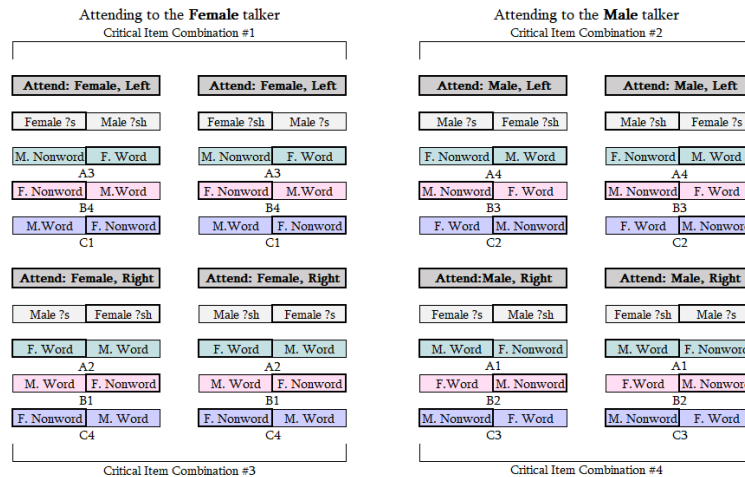 Attending to the Female talker
Critical Item Combination #1
Attending to the Male talker
Critical Item Combination #2
Attend: Female, Left
Attend: Female, Left
Attend: Male, Left
Attend: Male, Left
Female ?s Male ?sh
Female ?sh Male ?s
Male ?s Female ?sh
Male ?sh Female ?s
M. Nonword F. Word
M. Nonword F. Word
F. Nonword M. Word
F. Nonword M. Word
A3
A3
A4
A4
F. Nonword M.Word
F. Nonword M.Word
M. Nonword F. Word
M. Nonword F. Word
B4
B4
B3
B3
M.Word F. Nonword
M.Word F. Nonword
F. Word M. Nonword
F. Word M. Nonword
C1
C1
C2
C2
Attend: Female, Right
Attend: Female, Right
Attend:Male, Right
Attend: Male, Right
Male ?s Female ?sh
Male ?sh Female ?s
Female ?s Male ?sh
Female ?sh Male ?s
F. Word M. Word
F. Word M. Word
M. Word F. Nonword
M. Word F. Nonword
A2
A2
A1
A1
M. Word F. Nonword
M. Word F. Nonword
F.Word M. Nonword
F.Word M. Nonword
B1
B1
B2
B2
F. Nonword M. Word
F. Nonword M. Word
M. Nonword F. Word
M. Nonword F. Word
C4
C4
C3
C3
Critical Item Combination #3
Critical Item Combination #4